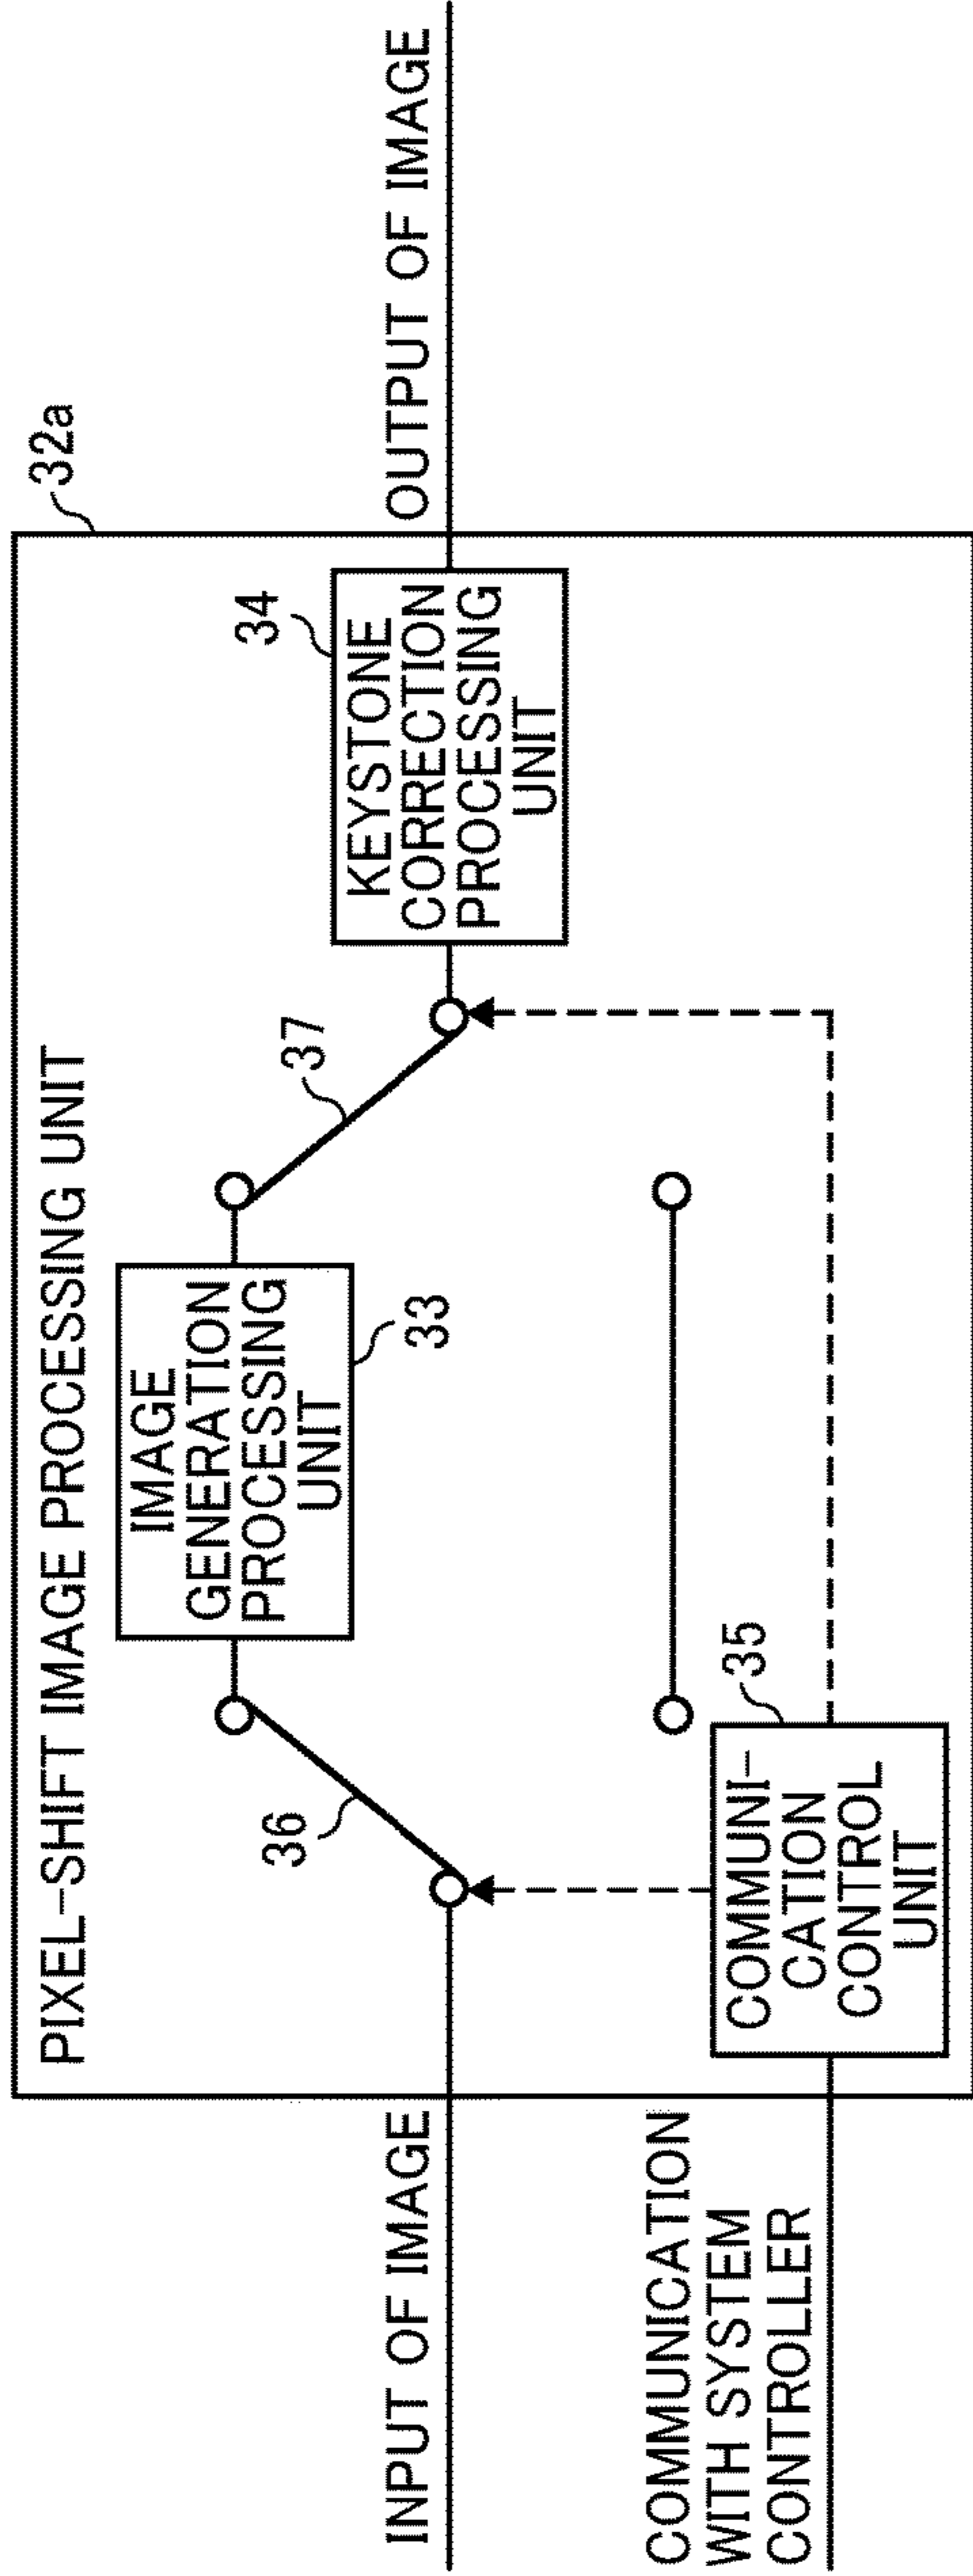 32a
PIXEL-SHIFT IMAGE PROCESSING UNIT
INPUT OF IMAGE
36
IMAGE
GENERATION
PROCESSING
UNIT
33
37
34
KEYSTONE
CORRECTION
PROCESSING
UNIT
OUTPUT OF IMAGE
COMMUNICATION
WITH SYSTEM
CONTROLLER
COMMUNI-
CATION
CONTROL
UNIT
35